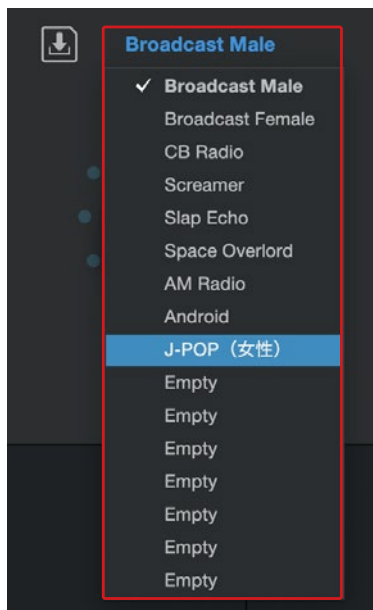 Broadcast Male
✓ Broadcast Male
Broadcast Female
CB Radio
Screamer
Slap Echo
Space Overlord
AM Radio
Android
J-POP（女性）
Empty
Empty
Empty
Empty
Empty
Empty
Empty